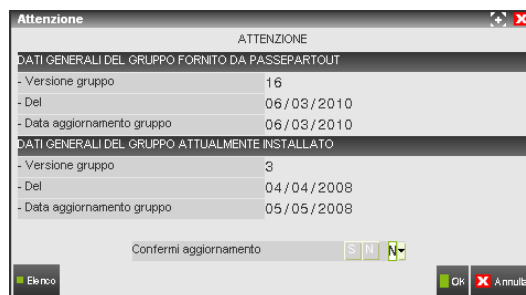 Attenzione
ATTENZIONE
DATI GENERALI DEL GRUPPO FORNITO DA PASSEPARTOUT
- Versione gruppo 16
- Del 06/03/2010
- Data aggiornamento gruppo 06/03/2010
DATI GENERALI DEL GRUPPO ATTUALMENTE INSTALLATO
- Versione gruppo 3
- Del 04/04/2008
- Data aggiornamento gruppo 05/05/2008
Confermi aggiornamento S N N
Elenco Ok Annulla